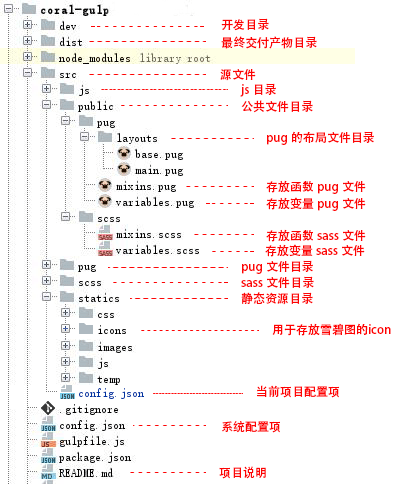 coral-gulp
dev 开发目录
dist 最终交付产物目录
node_modules library root
src 源文件
js js 目录
public 公共文件目录
pug
layouts pug 的布局文件目录
base.pug
main.pug
mixins.pug 存放函数 pug 文件
variables.pug 存放变量 pug 文件
scss
mixins.scss 存放函数 sass 文件
variables.scss 存放变量 sass 文件
pug pug 文件目录
scss sass 文件目录
statics 静态资源目录
css
icons 用于存放雪碧图的icon
images
js
temp
config.json 当前项目配置项
.gitignore
config.json 系统配置项
gulpfile.js
package.json
README.md 项目说明